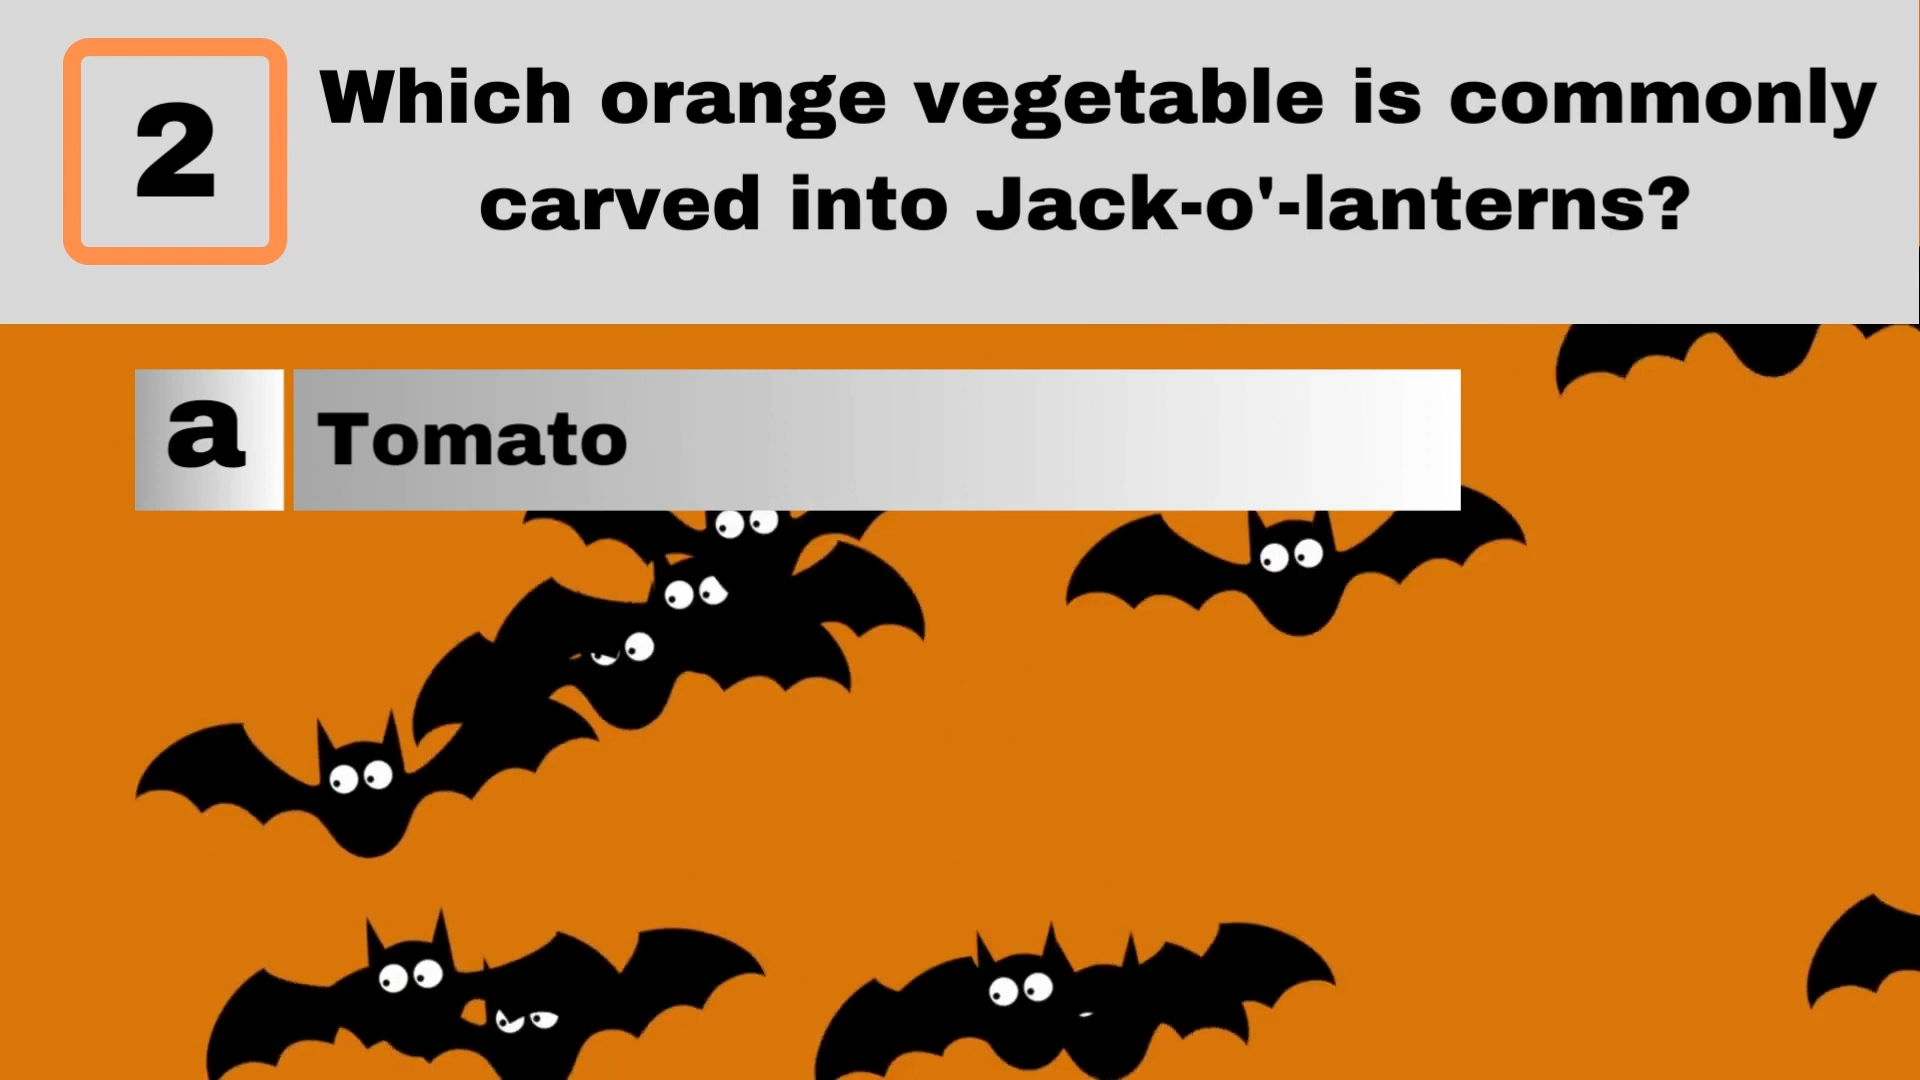 2
Which orange vegetable is commonly
carved into Jack-o'-lanterns?
a
Tomato